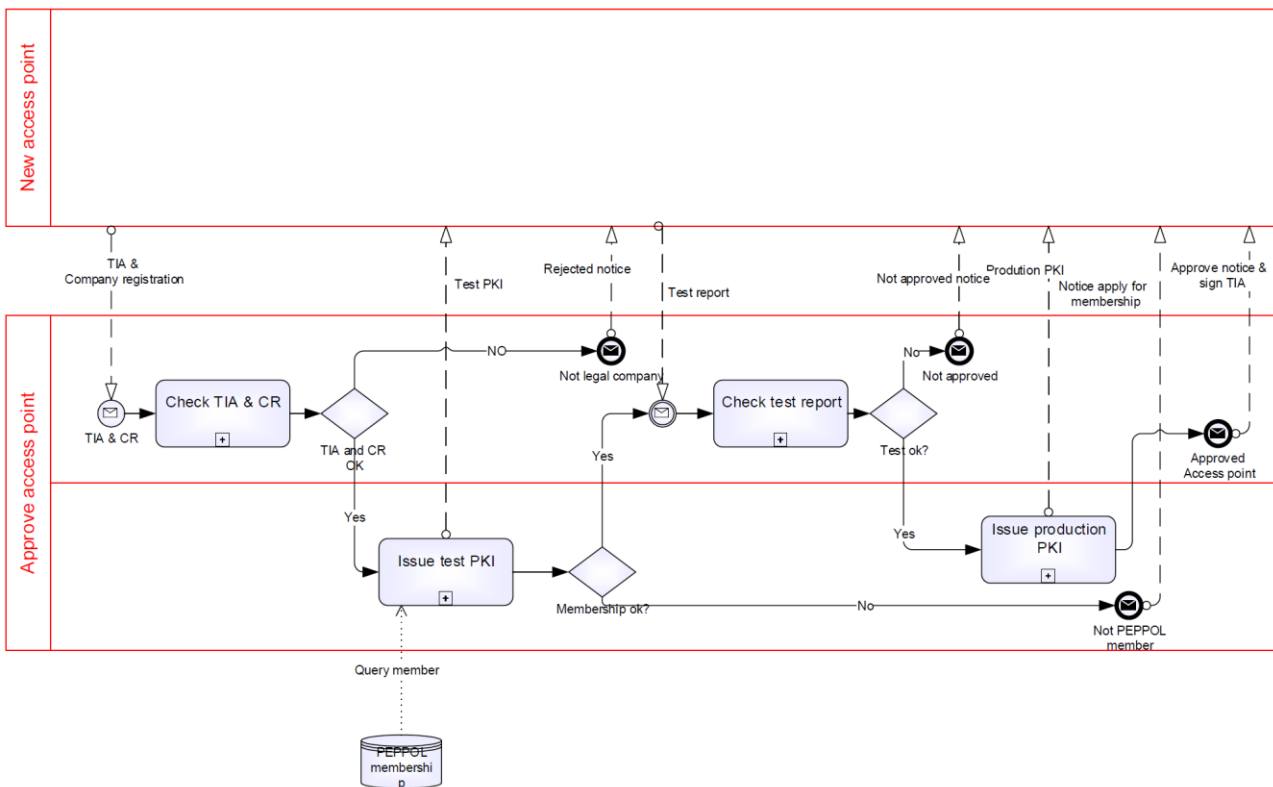 New access point
TIA &
Company registration
Test PKI
Rejected notice
Test report
Not approved notice
Prodution PKI
Notice apply for
membership
Approve notice &
sign TIA
Approve access point
NO
Not legal company
No
Not approved
Check TIA & CR
TIA & CR
TIA and CR
OK
Check test report
Test ok?
Yes
Approved
Access point
Yes
Issue test PKI
Membership ok?
Yes
Issue production
PKI
No
Not PEPPOL
member
Query member
PEPPOL
membershi
p